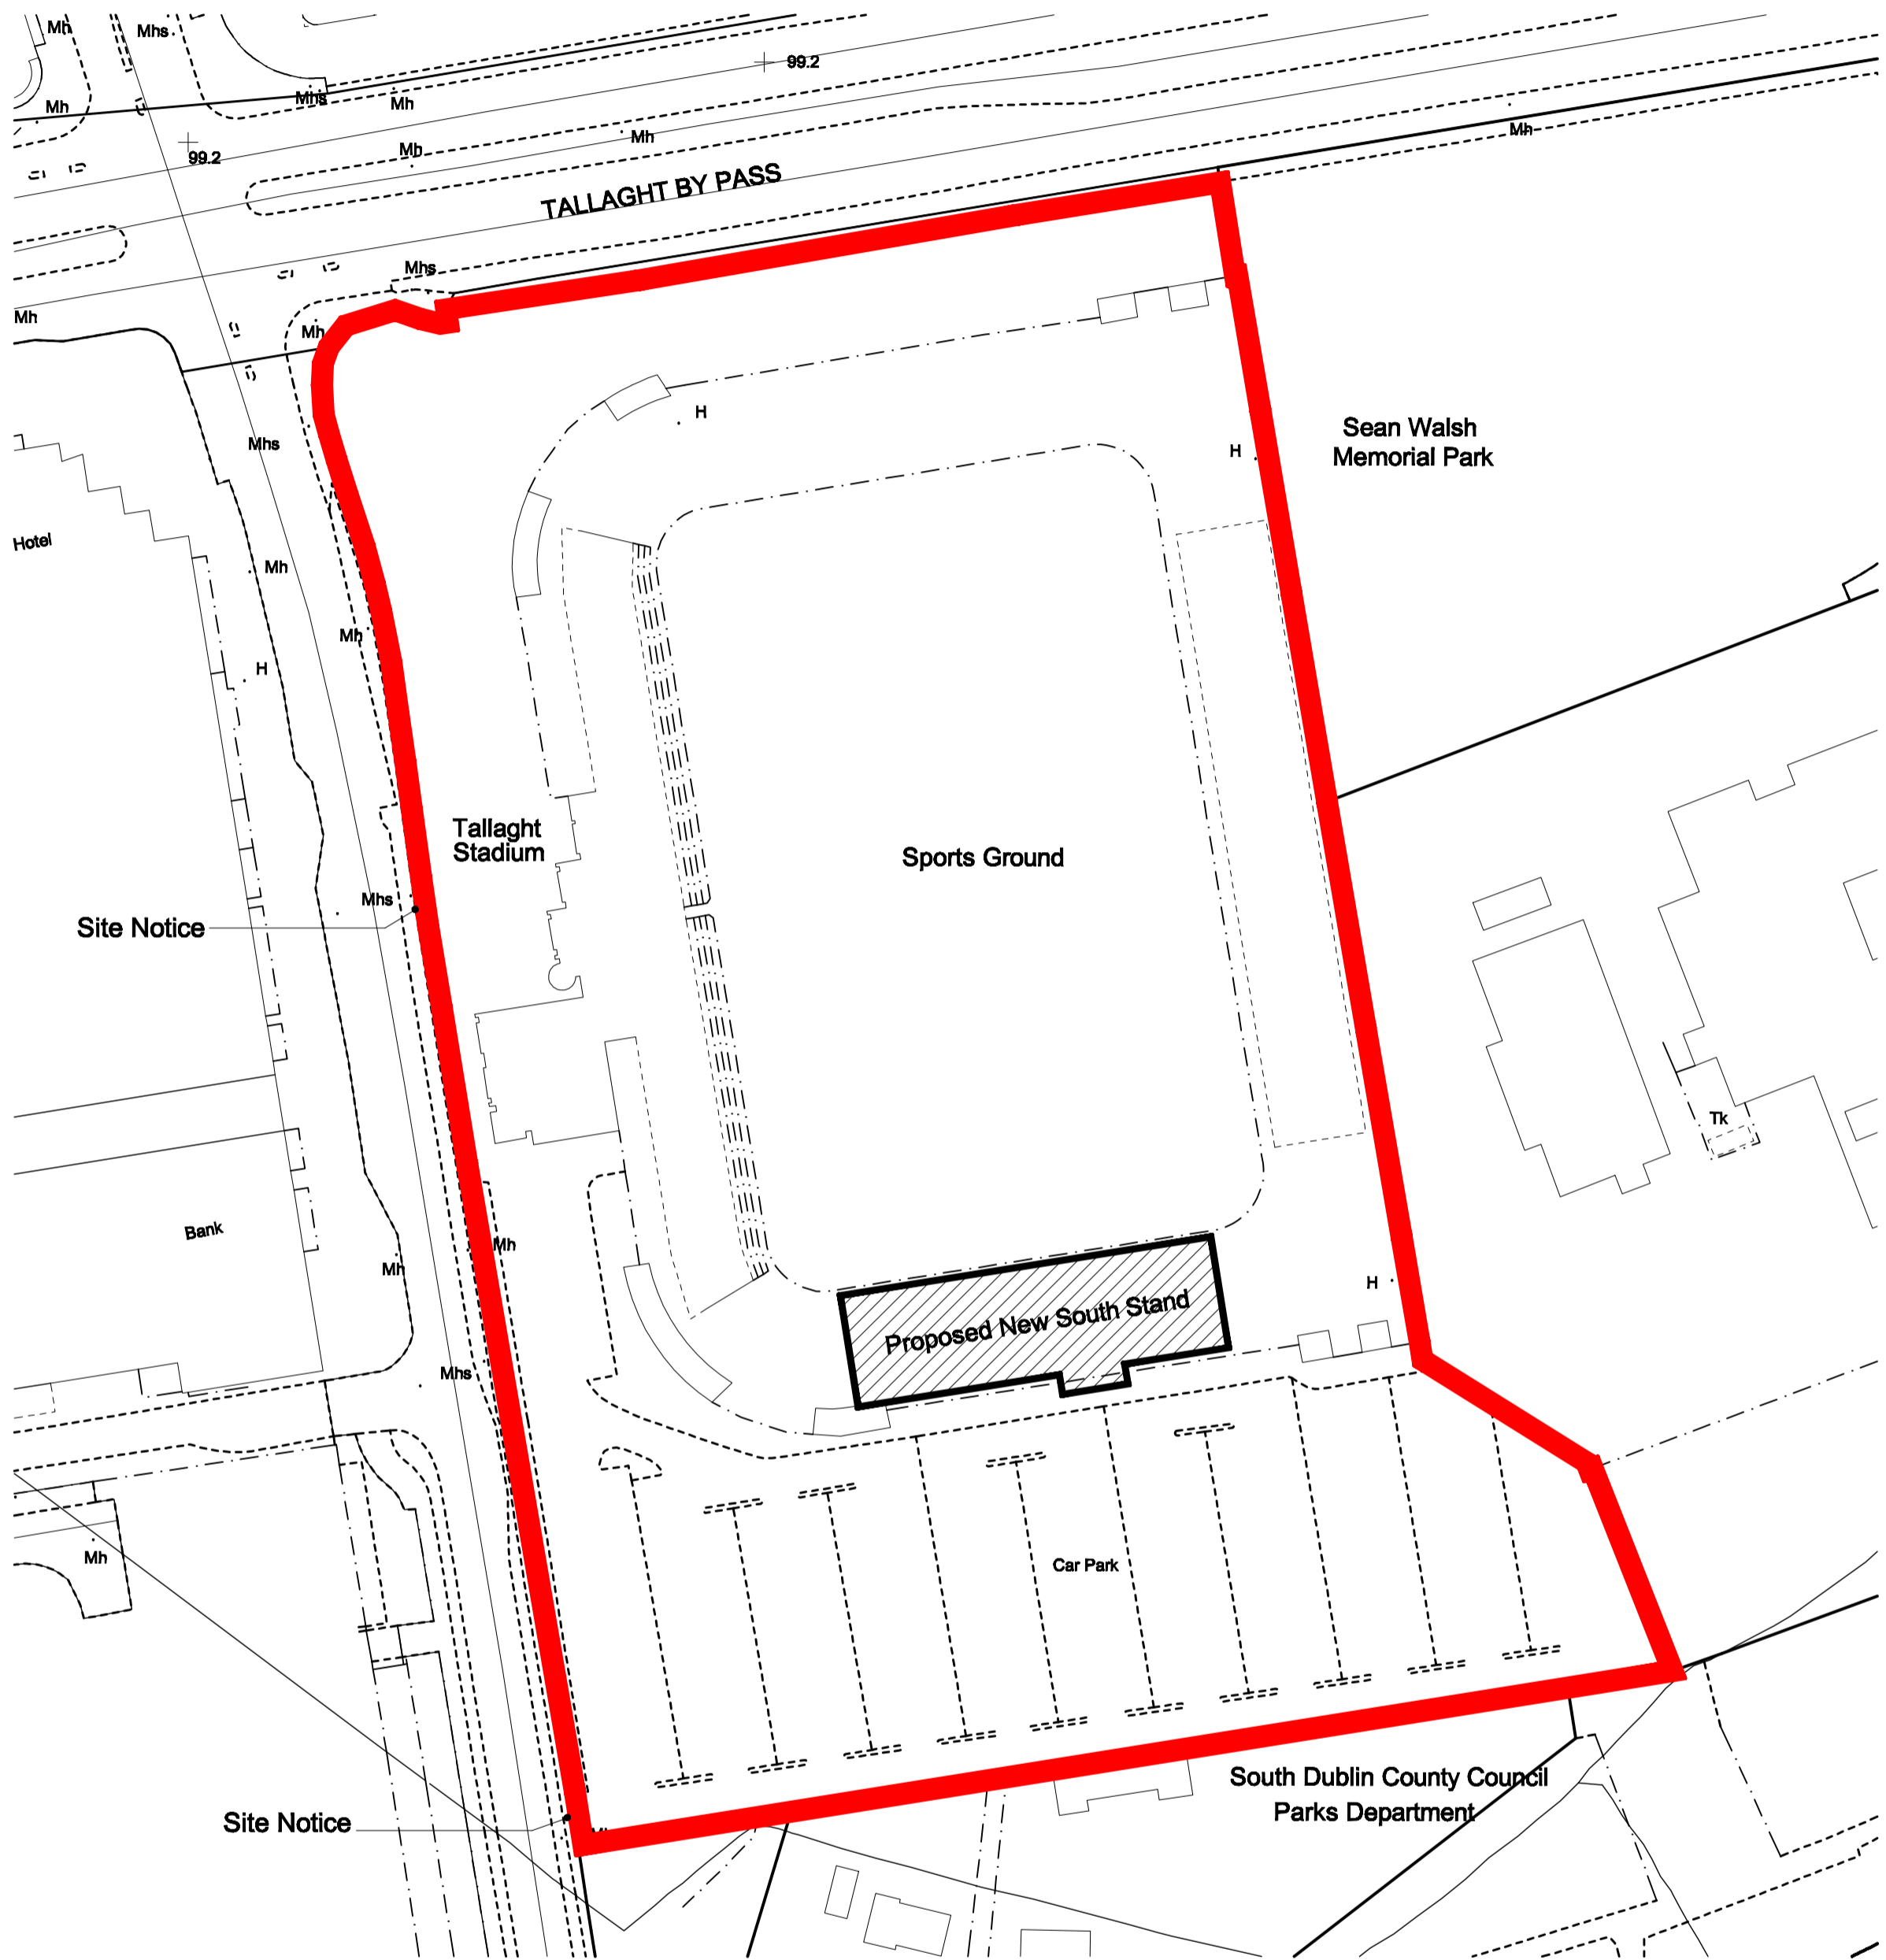 Mh
Mhs
99.2
Mh
Mhs
Mh
Mh
Mh
Mh
99.2
TALLAGHT BY PASS
Mhs
Mh
Mh
H
Sean Walsh
Memorial Park
Mhs
H
Hotel
Mh
Mh
H
Tallaght
Stadium
Sports Ground
Mhs
Site Notice
Tk
Bank
Mh
Mh
H
Proposed New South Stand
Mhs
Mh
Car Park
South Dublin County Council
Parks Department
Site Notice